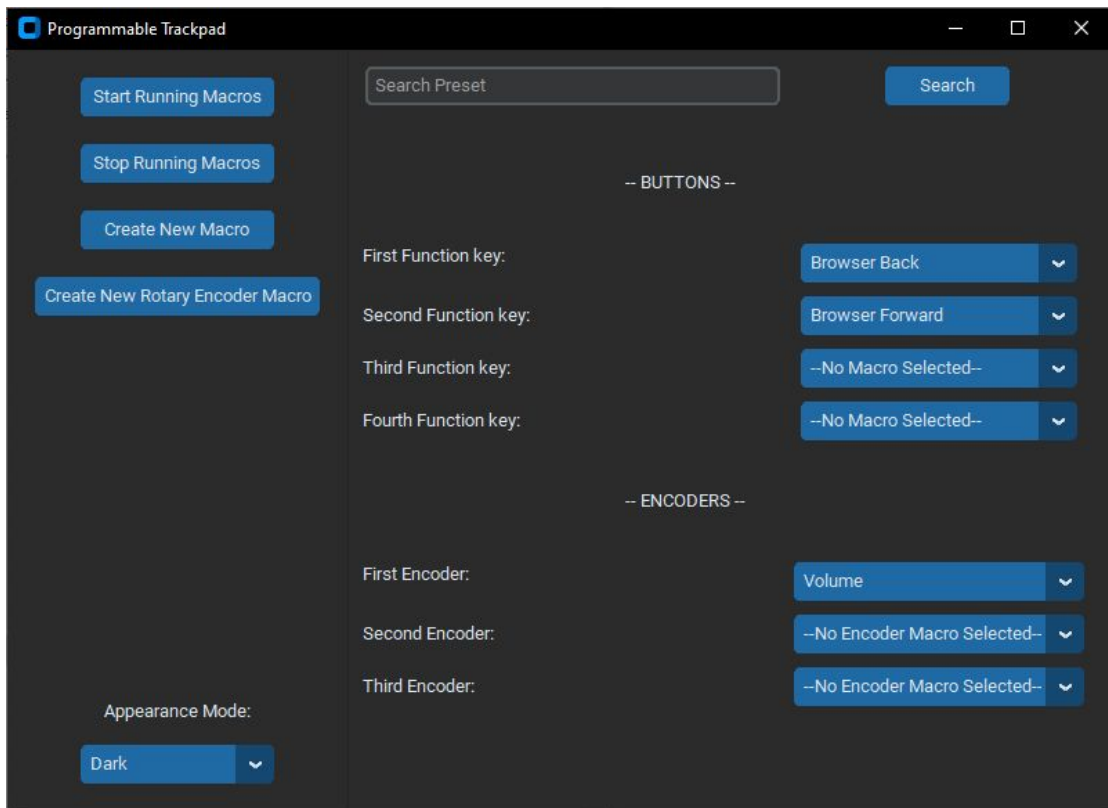 Programmable Trackpad
Start Running Macros
Stop Running Macros
Create New Macro
Create New Rotary Encoder Macro
Appearance Mode:
Dark
Search Preset
Search
-- BUTTONS --
First Function key:
Browser Back
Second Function key:
Browser Forward
Third Function key:
--No Macro Selected--
Fourth Function key:
--No Macro Selected--
-- ENCODERS --
First Encoder:
Volume
Second Encoder:
--No Encoder Macro Selected--
Third Encoder:
--No Encoder Macro Selected--